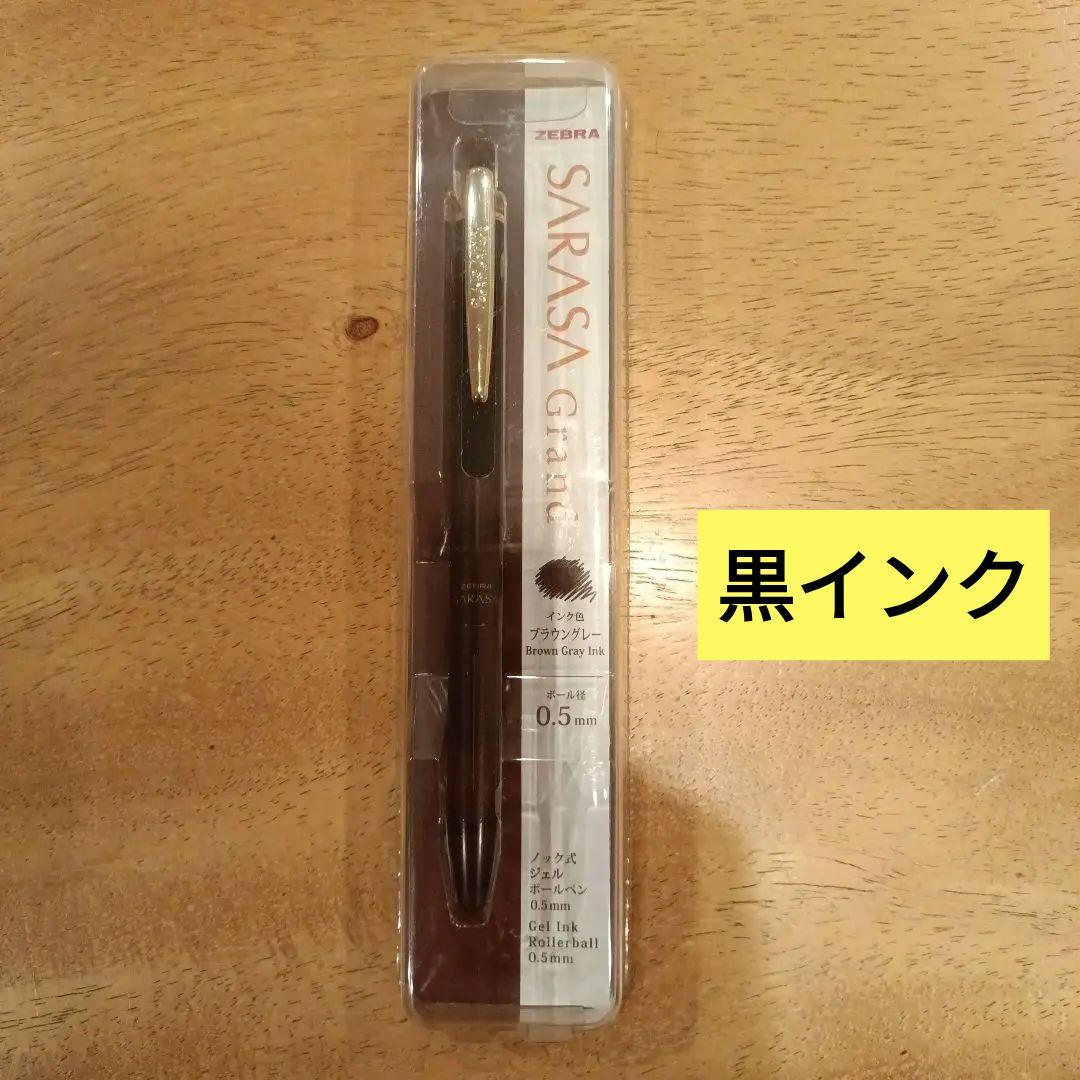 ZEBRA
SARASA Grand
ZEBRA
SARASA
インク色
ブラウングレー
Brown Gray Ink
ボール径
0.5mm
黒インク
ノック式
ジェル
ボールペン
0.5mm
Gel Ink
Rollerball
0.5mm